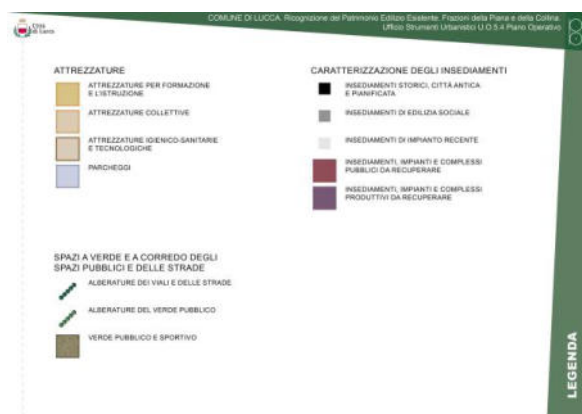 COMUNE DI LUCCA. Ricognizione del Patrimonio Edilizio Esistente. Frazioni della Piana e della Collina.
Ufficio Strumenti Urbanistici U.O.5.4 Piano Operativo
Città
di Lucca
ATTREZZATURE
ATTREZZATURE PER FORMAZIONE
E L'ISTRUZIONE
ATTREZZATURE COLLETTIVE
ATTREZZATURE IGIENICO-SANITARIE
E TECNOLOGICHE
PARCHEGGI
SPAZI A VERDE E A CORREDO DEGLI
SPAZI PUBBLICI E DELLE STRADE
ALBERATURE DEI VIALI E DELLE STRADE
ALBERATURE DEL VERDE PUBBLICO
VERDE PUBBLICO E SPORTIVO
CARATTERIZZAZIONE DEGLI INSEDIAMENTI
INSEDIAMENTI STORICI, CITTÀ ANTICA
E PIANIFICATA
INSEDIAMENTI DI EDILIZIA SOCIALE
INSEDIAMENTI DI IMPIANTO RECENTE
INSEDIAMENTI, IMPIANTI E COMPLESSI
PUBBLICI DA RECUPERARE
INSEDIAMENTI, IMPIANTI E COMPLESSI
PRODUTTIVI DA RECUPERARE
LEGENDA